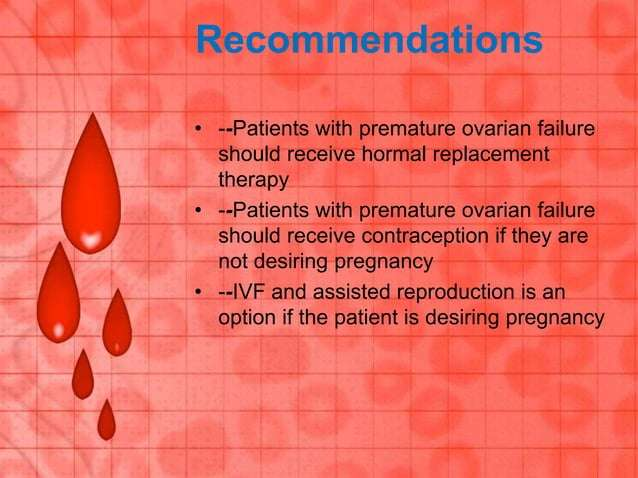 Recommendations
• --Patients with premature ovarian failure
should receive hormal replacement
therapy
• --Patients with premature ovarian failure
should receive contraception if they are
not desiring pregnancy
• --IVF and assisted reproduction is an
option if the patient is desiring pregnancy